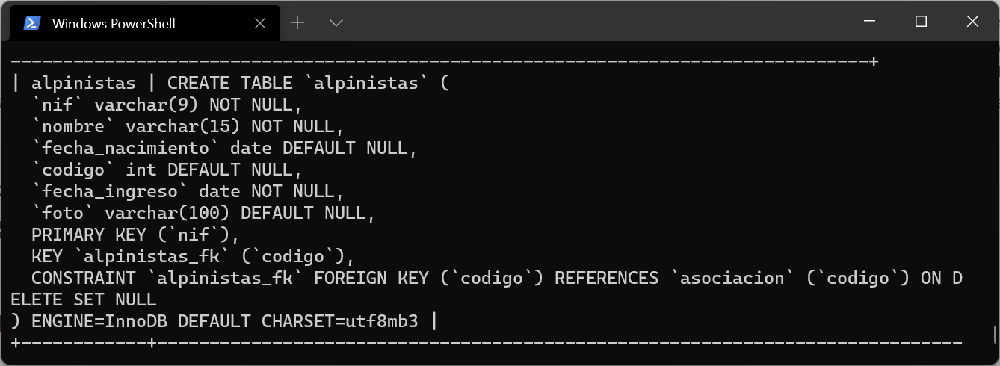 Windows PowerShell
----------------------------------------------------------------------------------+
| alpinistas | CREATE TABLE `alpinistas` (
  `nif` varchar(9) NOT NULL,
  `nombre` varchar(15) NOT NULL,
  `fecha_nacimiento` date DEFAULT NULL,
  `codigo` int DEFAULT NULL,
  `fecha_ingreso` date NOT NULL,
  `foto` varchar(100) DEFAULT NULL,
  PRIMARY KEY (`nif`),
  KEY `alpinistas_fk` (`codigo`),
  CONSTRAINT `alpinistas_fk` FOREIGN KEY (`codigo`) REFERENCES `asociacion` (`codigo`) ON D
ELETE SET NULL
) ENGINE=InnoDB DEFAULT CHARSET=utf8mb3 |
+------------+-----------------------------------------------------------------------------